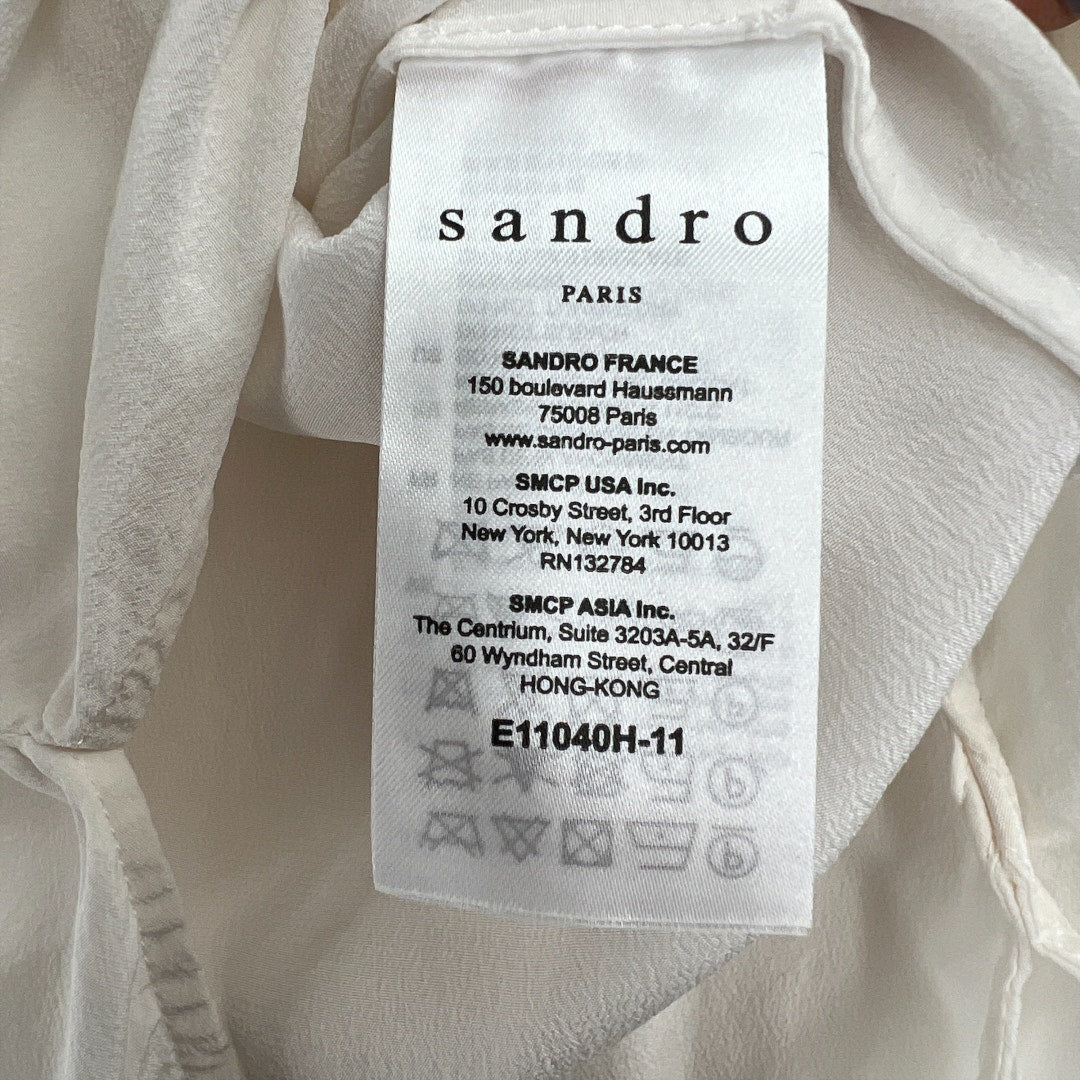 sandro
PARIS
SANDRO FRANCE
150 boulevard Haussmann
75008 Paris
www.sandro-paris.com
SMCP USA Inc.
10 Crosby Street, 3rd Floor
New York, New York 10013
RN132784
SMCP ASIA Inc.
The Centrium, Suite 3203A-5A, 32/F
60 Wyndham Street, Central
HONG-KONG
E11040H-11